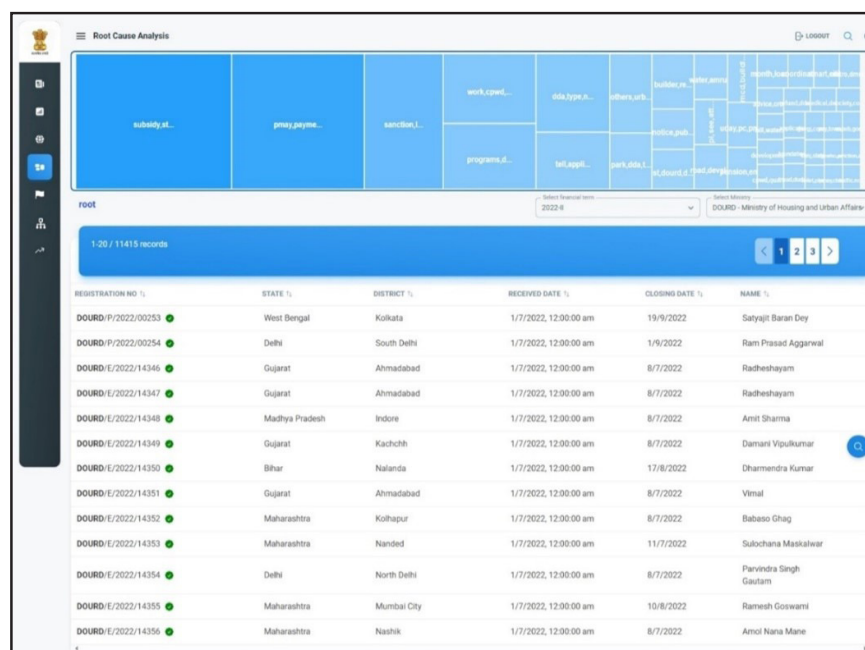 Root Cause Analysis
LOGOUT
subsidy,st...
pmay,payme...
sanction,l...
work,cpwd,...
programs,d...
dda,type,n...
tell,appli...
others,urb...
park,dda,t...
builder,re...
notice,pub...
root
Select financial term
2022-II
Select Ministry
DOURD - Ministry of Housing and Urban Affairs
1-20 / 11415 records
1 2 3
REGISTRATION NO STATE DISTRICT RECEIVED DATE CLOSING DATE NAME
DOURD/P/2022/00253 West Bengal Kolkata 1/7/2022, 12:00:00 am 19/9/2022 Satyajit Baran Dey
DOURD/P/2022/00254 Delhi South Delhi 1/7/2022, 12:00:00 am 1/9/2022 Ram Prasad Aggarwal
DOURD/E/2022/14346 Gujarat Ahmadabad 1/7/2022, 12:00:00 am 8/7/2022 Radheshayam
DOURD/E/2022/14347 Gujarat Ahmadabad 1/7/2022, 12:00:00 am 8/7/2022 Radheshayam
DOURD/E/2022/14348 Madhya Pradesh Indore 1/7/2022, 12:00:00 am 8/7/2022 Amit Sharma
DOURD/E/2022/14349 Gujarat Kachchh 1/7/2022, 12:00:00 am 8/7/2022 Damani Vipulkumar
DOURD/E/2022/14350 Bihar Nalanda 1/7/2022, 12:00:00 am 17/8/2022 Dharmendra Kumar
DOURD/E/2022/14351 Gujarat Ahmadabad 1/7/2022, 12:00:00 am 8/7/2022 Vimal
DOURD/E/2022/14352 Maharashtra Kolhapur 1/7/2022, 12:00:00 am 8/7/2022 Babaso Ghag
DOURD/E/2022/14353 Maharashtra Nanded 1/7/2022, 12:00:00 am 11/7/2022 Sulochana Maskalwar
DOURD/E/2022/14354 Delhi North Delhi 1/7/2022, 12:00:00 am 8/7/2022 Parvindra Singh
Gautam
DOURD/E/2022/14355 Maharashtra Mumbai City 1/7/2022, 12:00:00 am 10/8/2022 Ramesh Goswami
DOURD/E/2022/14356 Maharashtra Nashik 1/7/2022, 12:00:00 am 8/7/2022 Amol Nana Mane